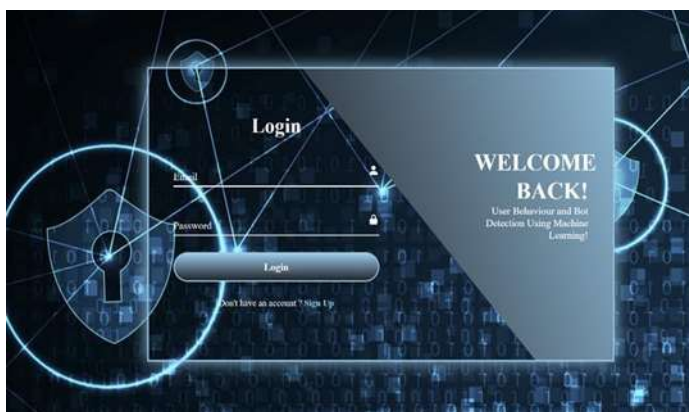 Login
Email
Password
Login
Don't have an account ? Sign Up
WELCOME
BACK!
User Behaviour and Bot
Detection Using Machine
Learning!